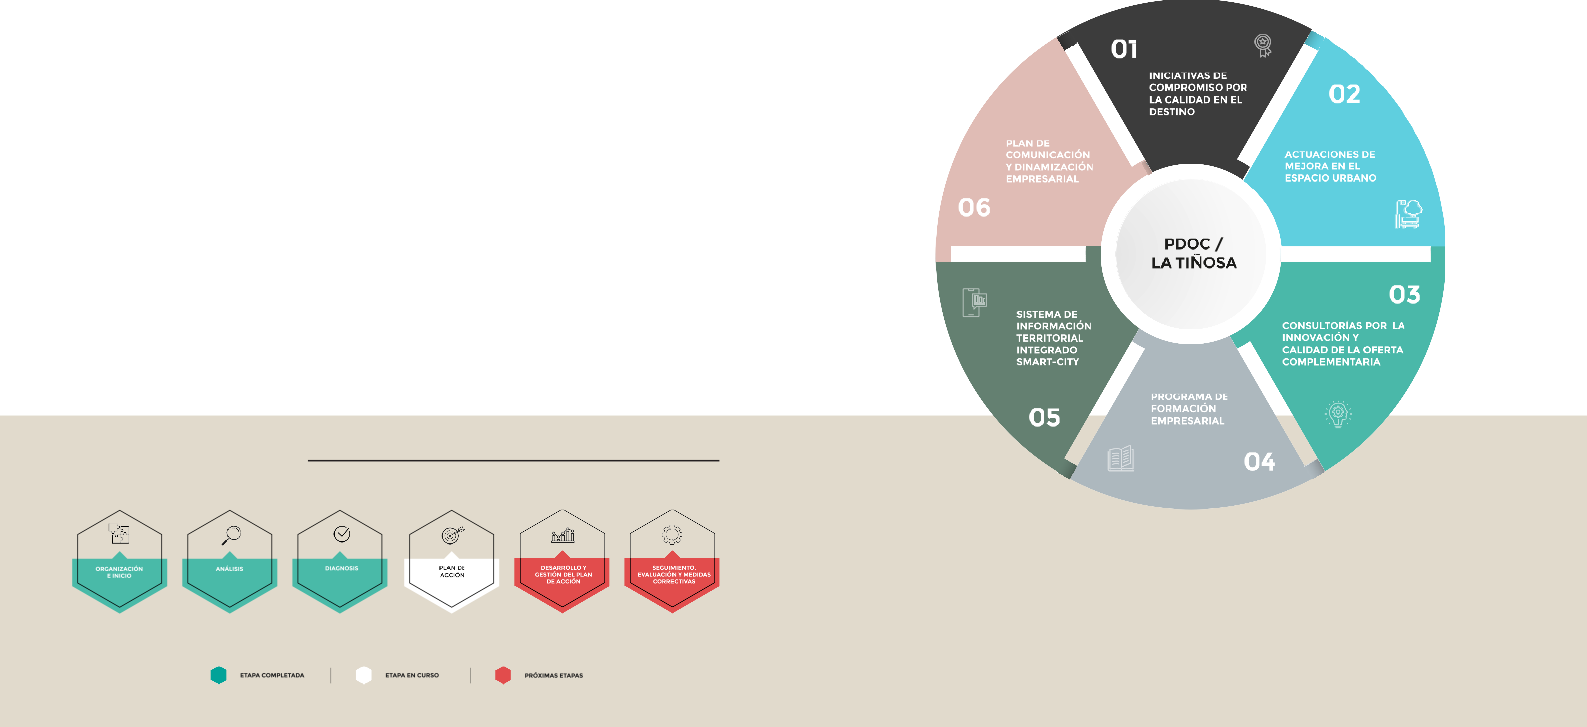 01
INICIATIVAS DE
COMPROMISO POR
LA CALIDAD EN EL
DESTINO
02
ACTUACIONES DE
MEJORA EN EL
ESPACIO URBANO
03
CONSULTORÍAS POR LA
INNOVACIÓN Y
CALIDAD DE LA OFERTA
COMPLEMENTARIA
PROGRAMA DE
FORMACIÓN
EMPRESARIAL
04
SISTEMA DE
INFORMACIÓN
TERRITORIAL
INTEGRADO
SMART-CITY
05
PLAN DE
COMUNICACIÓN
Y DINAMIZACIÓN
EMPRESARIAL
06
PDOC /
LA TIÑOSA
ORGANIZACIÓN
E INICIO
ANÁLISIS
DIAGNOSIS
PLAN DE
ACCIÓN
DESARROLLO Y
GESTIÓN DEL PLAN
DE ACCIÓN
SEGUIMIENTO,
EVALUACIÓN Y MEDIDAS
CORRECTIVAS
ETAPA COMPLETADA
ETAPA EN CURSO
PRÓXIMAS ETAPAS